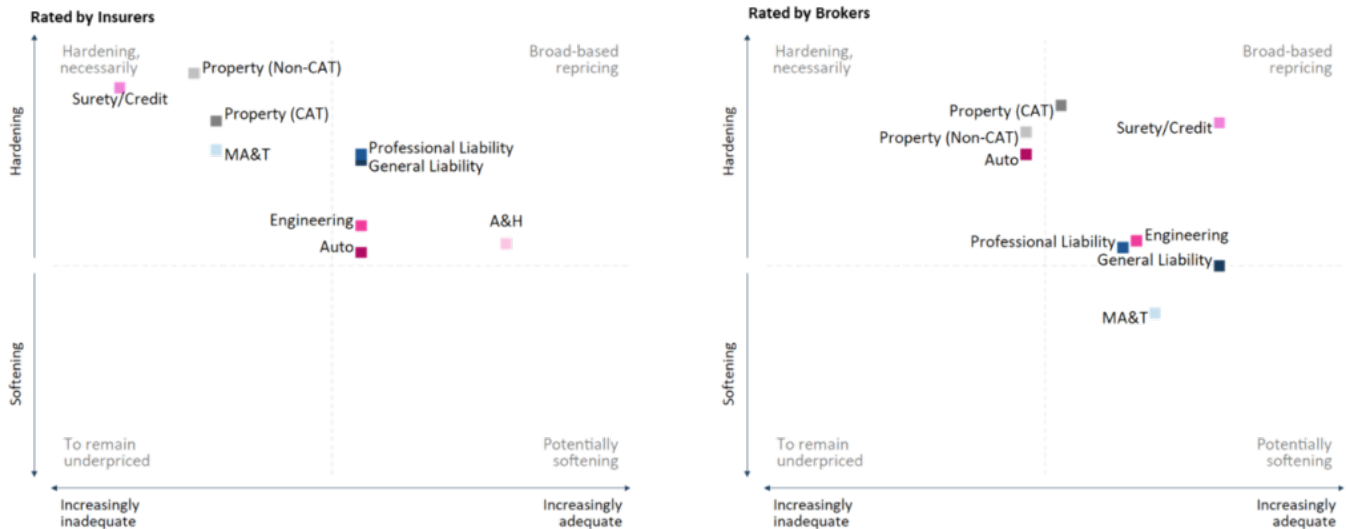 Rated by Insurers
Hardening,
necessarily
Broad-based
repricing
Property (Non-CAT)
Surety/Credit
Property (CAT)
MA&T
Professional Liability
General Liability
Engineering
A&H
Auto
Hardening
Softening
To remain
underpriced
Potentially
softening
Increasingly
inadequate
Increasingly
adequate
Rated by Brokers
Hardening,
necessarily
Broad-based
repricing
Property (CAT)
Surety/Credit
Property (Non-CAT)
Auto
Engineering
Professional Liability
General Liability
MA&T
Hardening
Softening
To remain
underpriced
Potentially
softening
Increasingly
inadequate
Increasingly
adequate